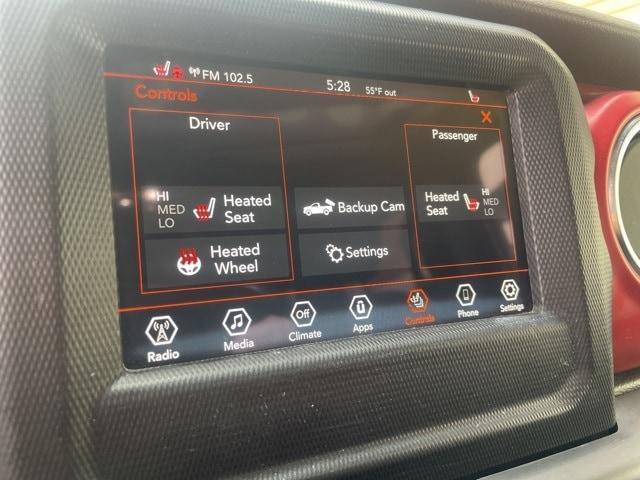 FM 102.5
5:28
55°F out
Controls
X
Driver
Passenger
HI
MED
LO
Heated
Seat
Backup Cam
Heated
Seat
HI
MED
LO
Heated
Wheel
Settings
Radio
Media
Off
Climate
Apps
Controls
Phone
Settings